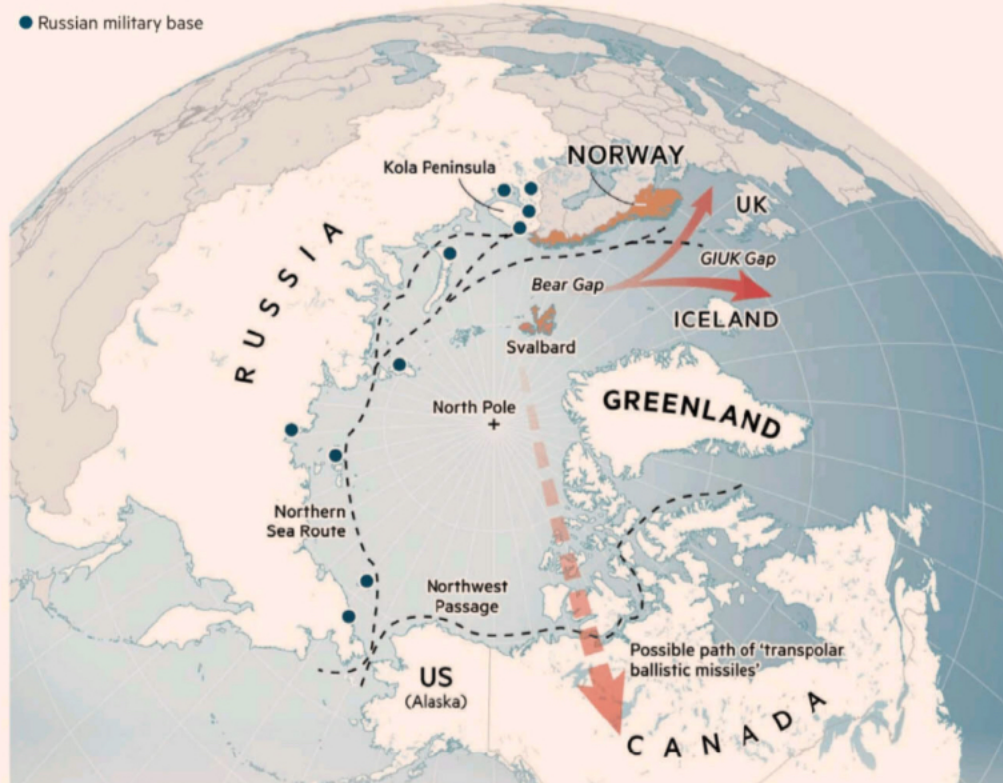 Russian military base
Kola Peninsula
NORWAY
UK
RUSSIA
GIUK Gap
Bear Gap
ICELAND
Svalbard
GREENLAND
North Pole
Northern
Sea Route
Northwest
Passage
Possible path of ‘transpolar
ballistic missiles’
US
(Alaska)
CANADA